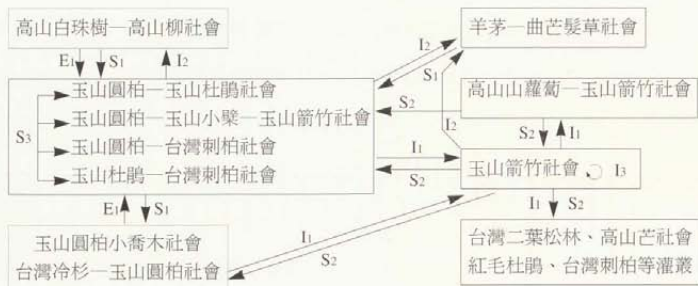 高山白珠樹—高山柳社會
E1 S1 I2
玉山圓柏—玉山杜鵑社會
玉山圓柏—玉山小檗—玉山箭竹社會
玉山圓柏—台灣刺柏社會
玉山杜鵑—台灣刺柏社會
S3
E1 S1
玉山圓柏小喬木社會
台灣冷杉—玉山圓柏社會
羊茅—曲芒髮草社會
I2
S1
I2
高山山蘿蔔—玉山箭竹社會
S2
S2 I1
I1
S2
玉山箭竹社會 I3
I1 S2
I1
S2
台灣二葉松林、高山芒社會
紅毛杜鵑、台灣刺柏等灌叢